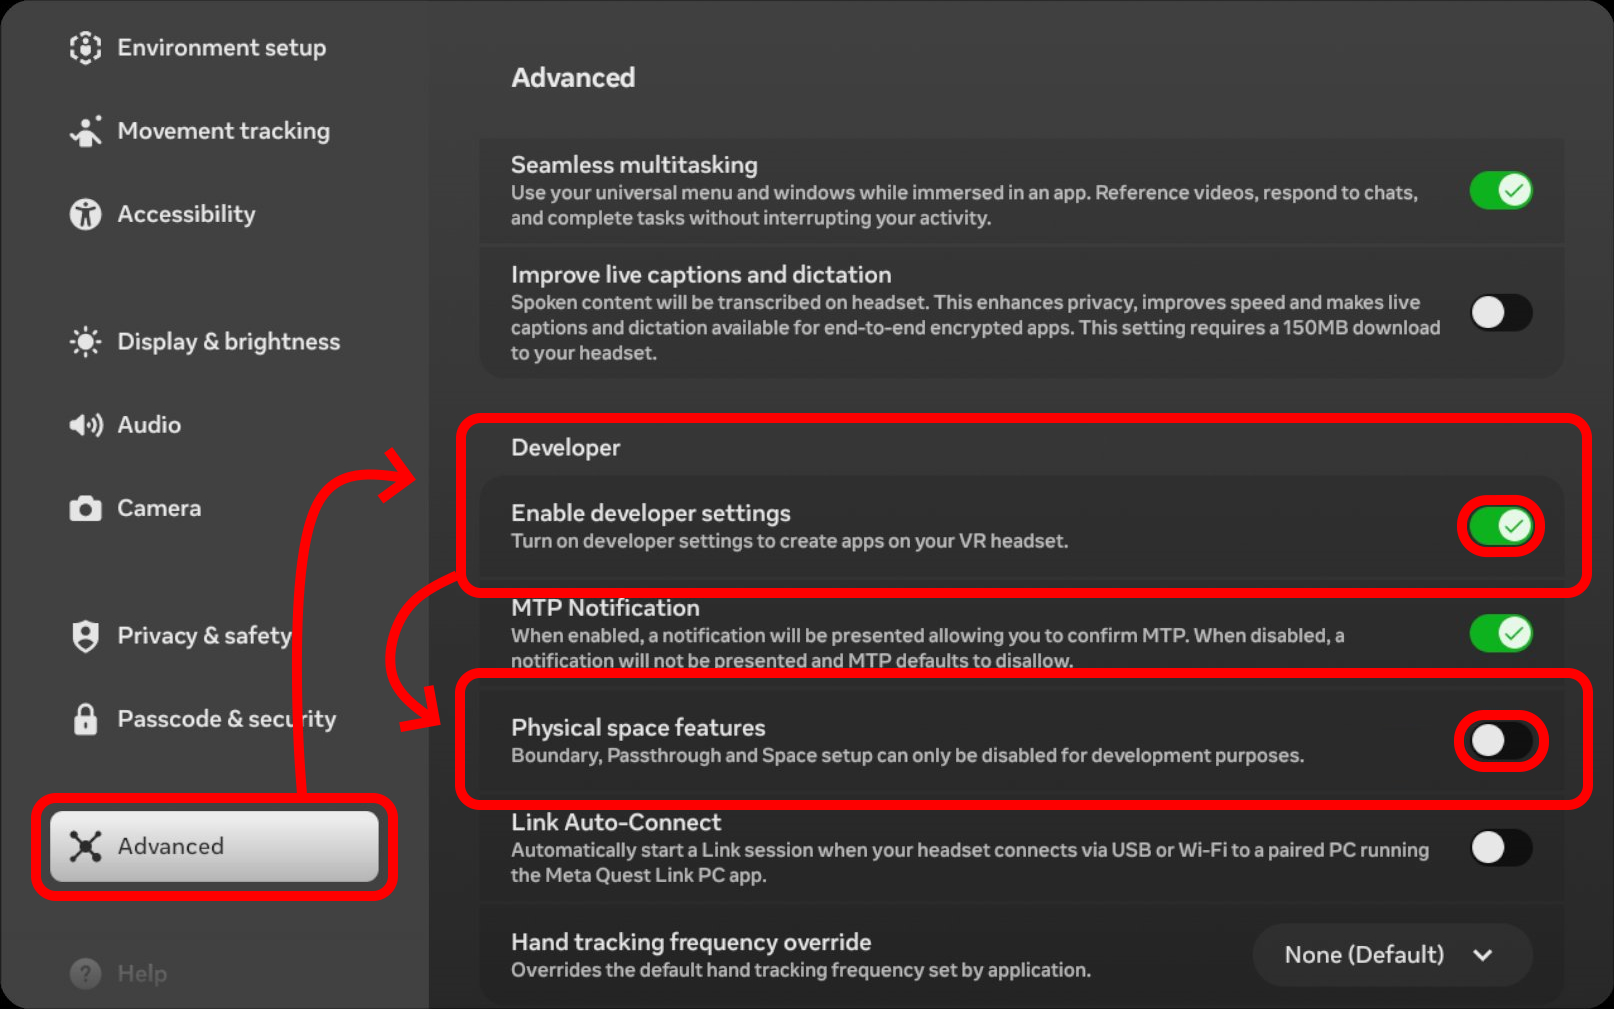 Environment setup
Movement tracking
Accessibility
Display & brightness
Audio
Camera
Privacy & safety
Passcode & security
Advanced
Help
Advanced
Seamless multitasking
Use your universal menu and windows while immersed in an app. Reference videos, respond to chats,
and complete tasks without interrupting your activity.
Improve live captions and dictation
Spoken content will be transcribed on headset. This enhances privacy, improves speed and makes live
captions and dictation available for end-to-end encrypted apps. This setting requires a 150MB download
to your headset.
Developer
Enable developer settings
Turn on developer settings to create apps on your VR headset.
MTP Notification
When enabled, a notification will be presented allowing you to confirm MTP. When disabled, a
notification will not be presented and MTP defaults to disallow.
Physical space features
Boundary, Passthrough and Space setup can only be disabled for development purposes.
Link Auto-Connect
Automatically start a Link session when your headset connects via USB or Wi-Fi to a paired PC running
the Meta Quest Link PC app.
Hand tracking frequency override
Overrides the default hand tracking frequency set by application.
None (Default)